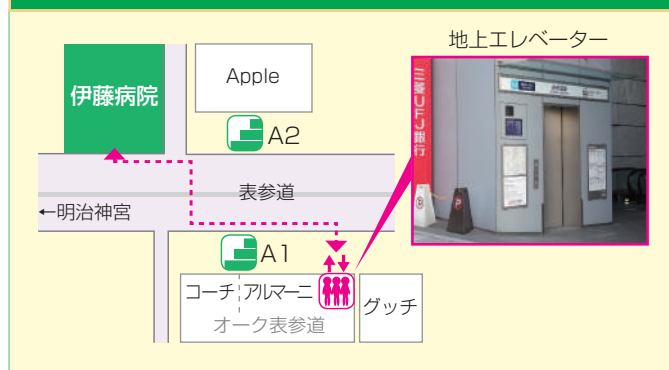 地上エレベーター
Apple
伊藤病院
A2
三菱UFJ銀行
表参道
←明治神宮
A1
コーチ
アルマーニ
グッチ
オーク表参道
P